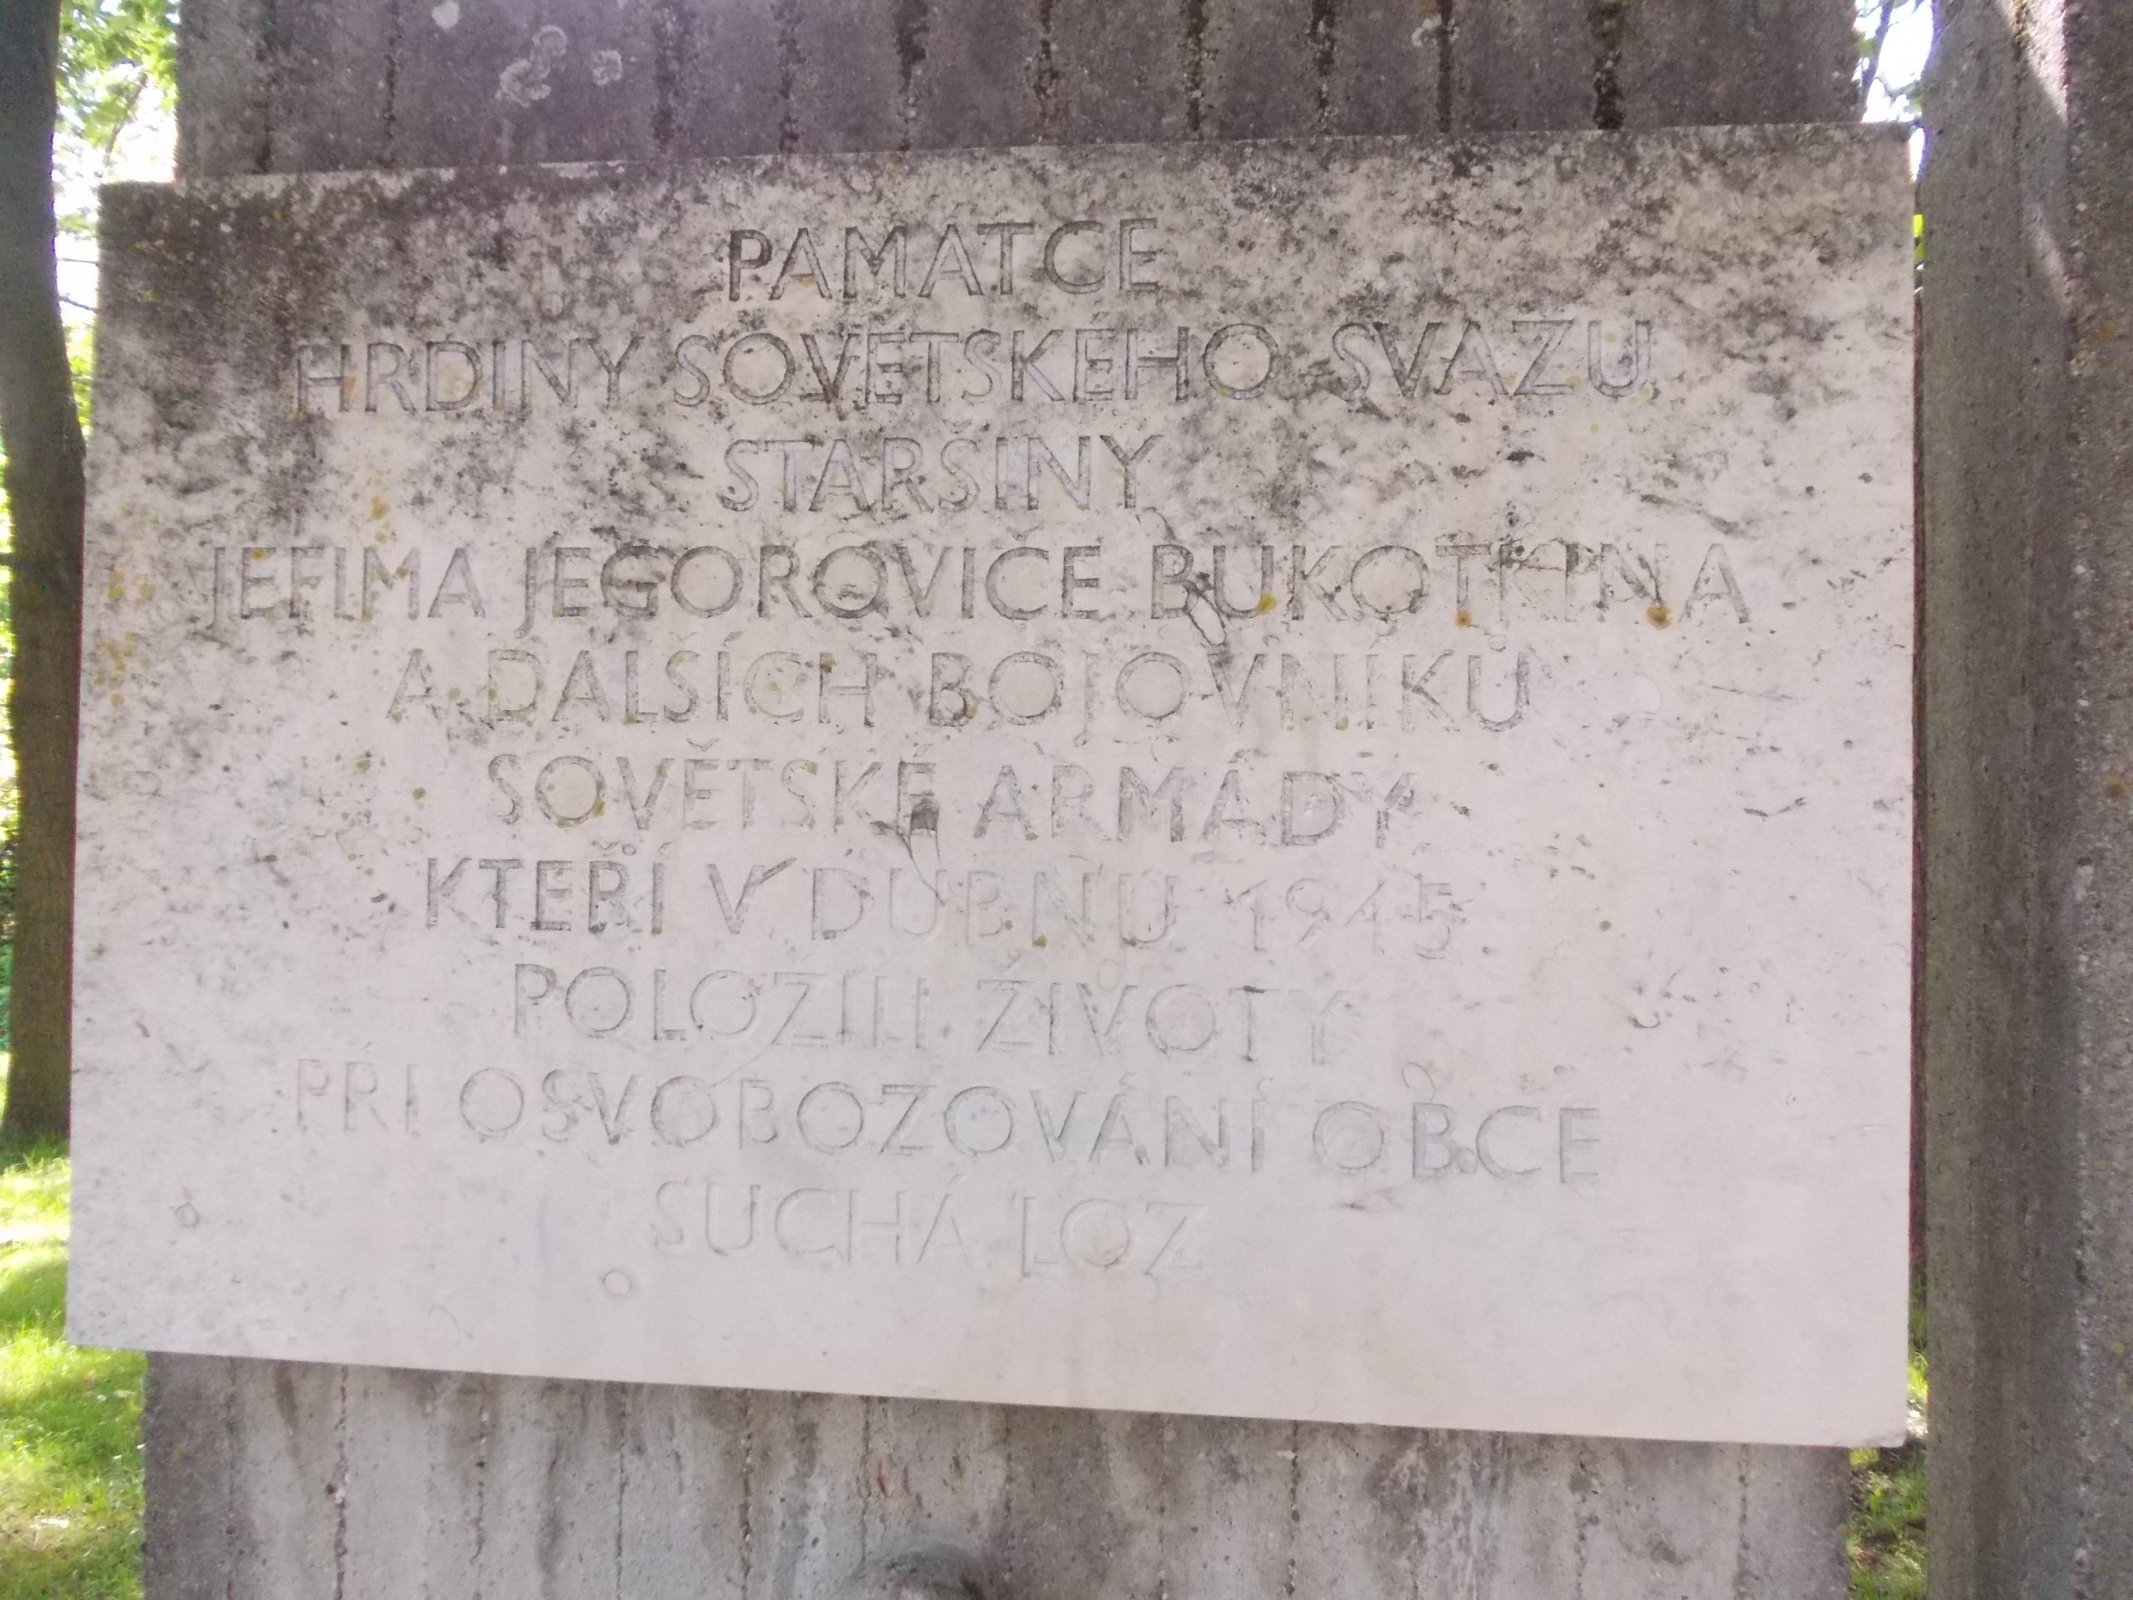 PAMÁTCE
HRDINY SOVĚTSKÉHO SVAZU
STARŠINY
JEFIMA JEGOROVIČE BUKOTKINA
A DALŠÍCH BOJOVNÍKŮ
SOVĚTSKÉ ARMÁDY
KTEŘÍ V DUBNU 1945
POLOŽILI ŽIVOTY
PŘI OSVOBOZOVÁNÍ OBCE
SUCHÁ LOZ